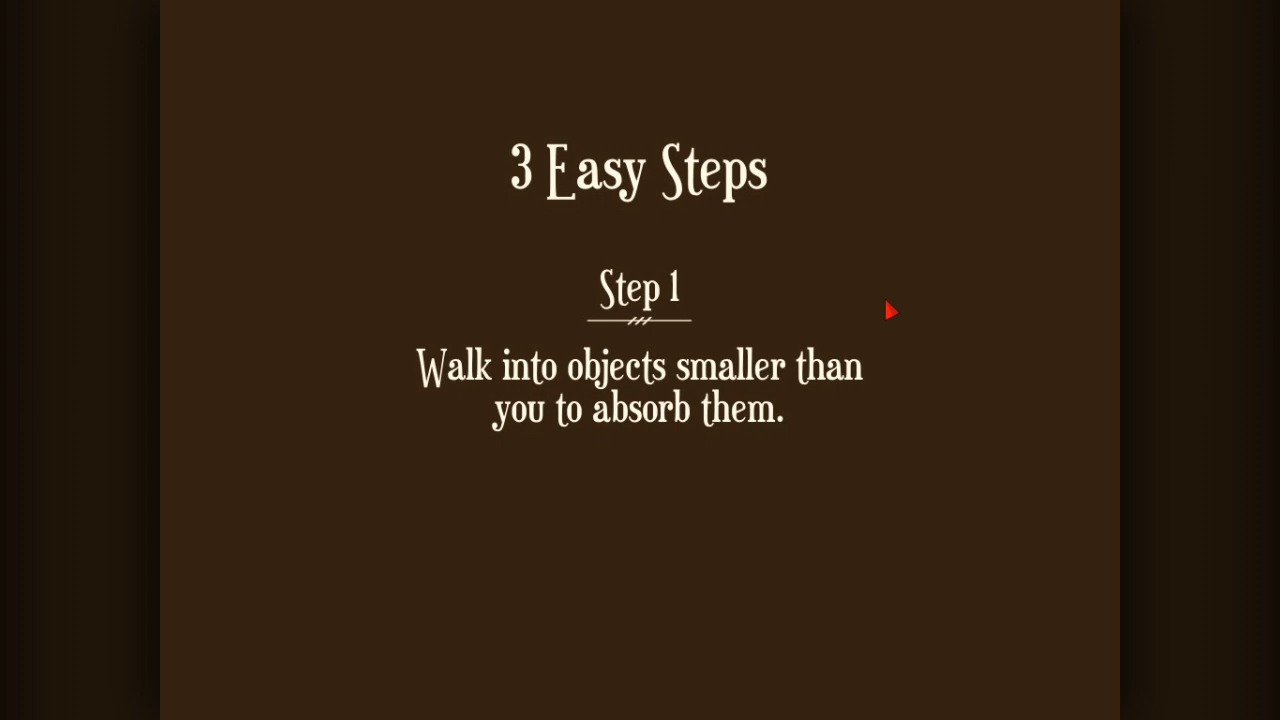 3 Easy Steps
Step 1
Walk into objects smaller than
you to absorb them.